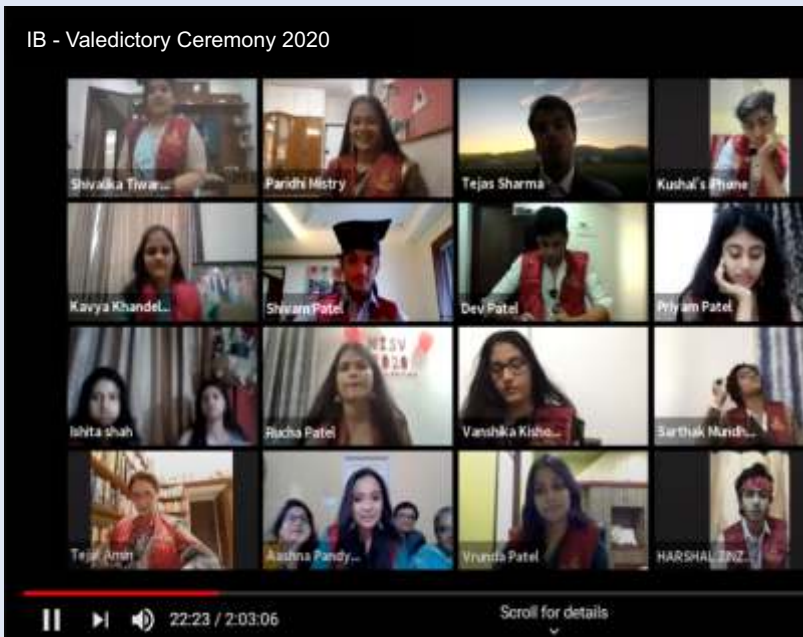 IB - Valedictory Ceremony 2020
Shivalika Tiwar...
Paridhi Mistry
Tejas Sharma
Kushal's iPhone
Kavya Khandel...
Shivam Patel
Dev Patel
Priyam Patel
Ishita shah
Rucha Patel
Vanshika Kisho...
Sarthak Mundh...
Tejal Amin
Aashna Pandy...
Vrunda Patel
HARSHAL ZINZ...
22:23 / 2:03:06
Scroll for details